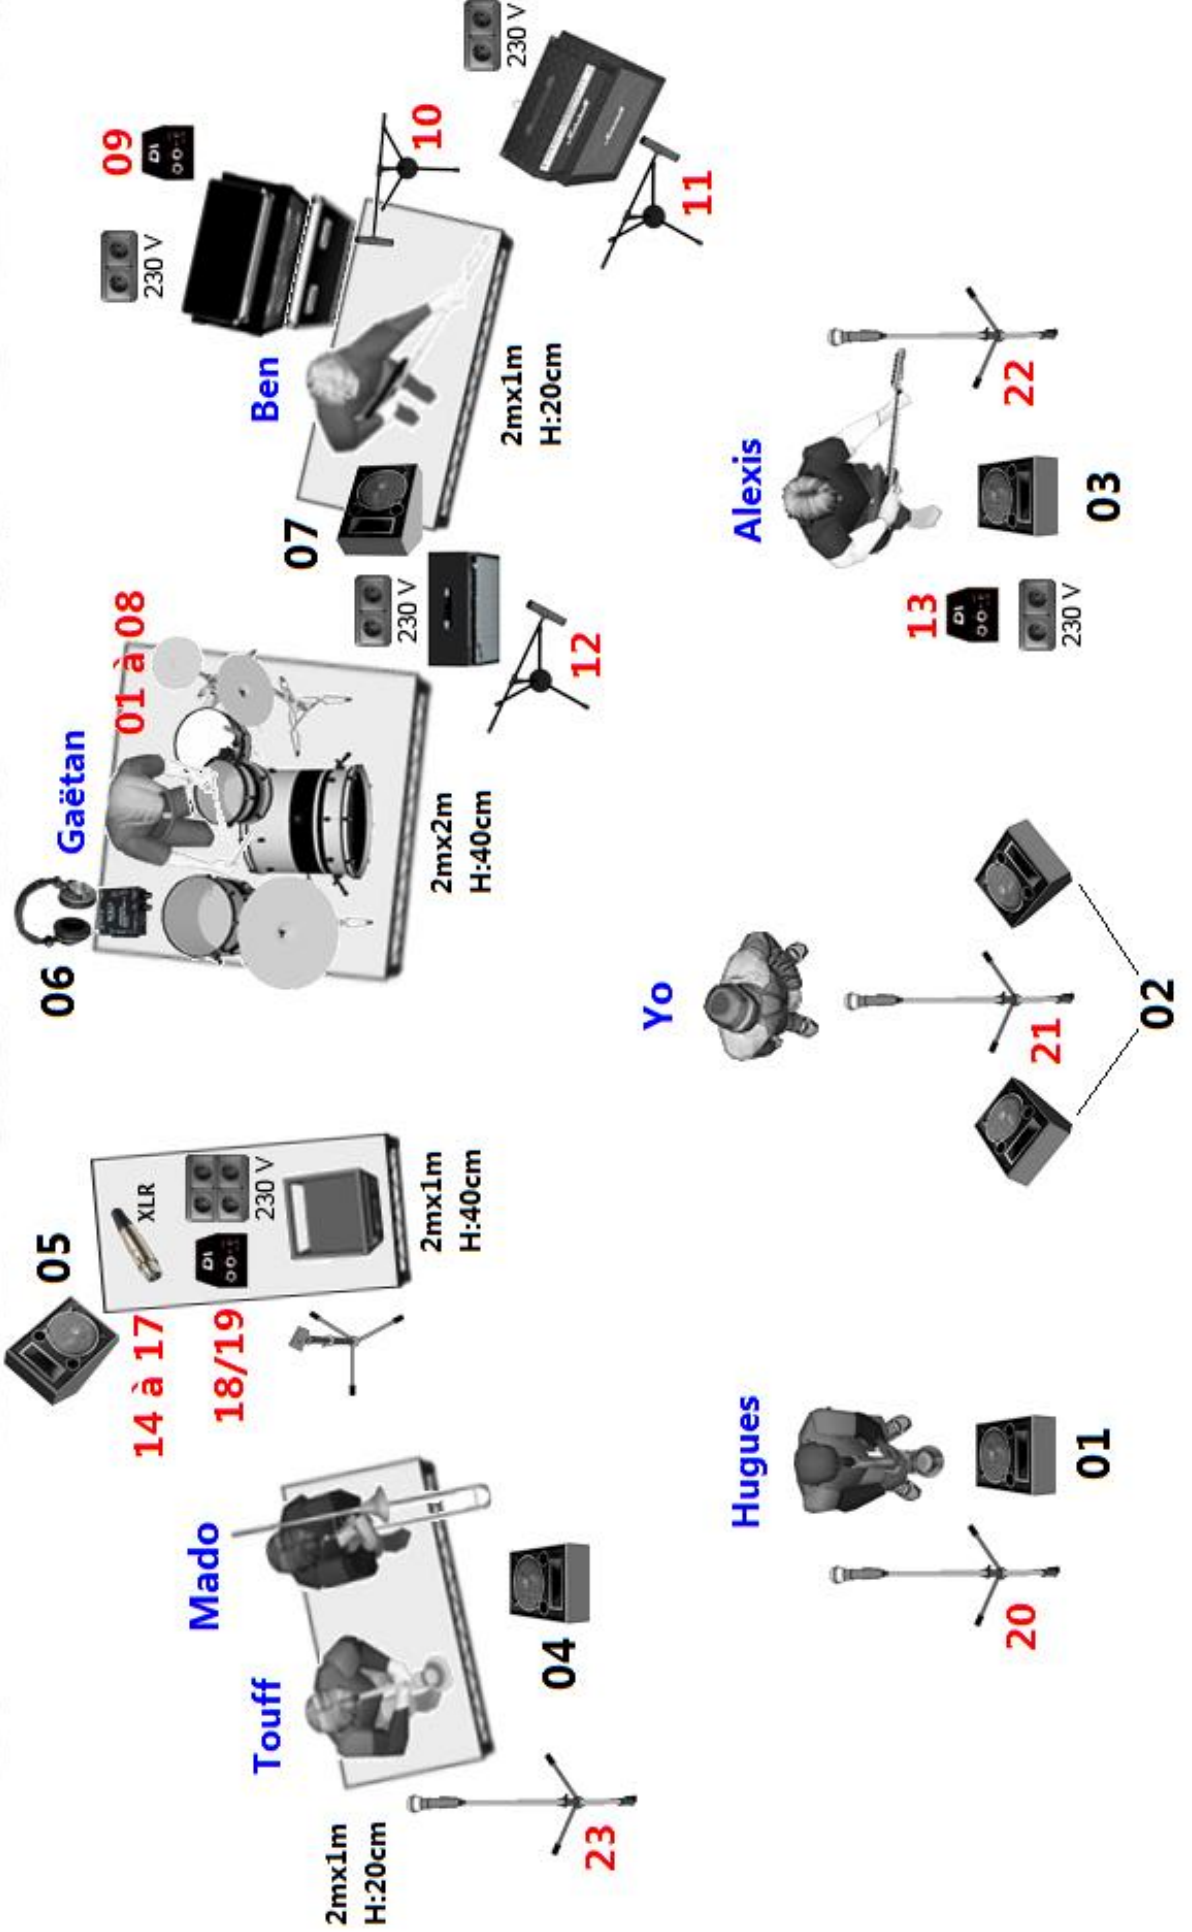 06
Gaëtan
01 à 08
2mx2m
H:40cm
05
XLR
230 V
14 à 17
18/19
2mx1m
H:40cm
Mado
Touff
04
2mx1m
H:20cm
23
09
DI
230 V
Ben
10
07
2mx1m
H:20cm
230 V
12
230 V
11
Hugues
20
01
Yo
21
02
Alexis
13
230 V
03
22